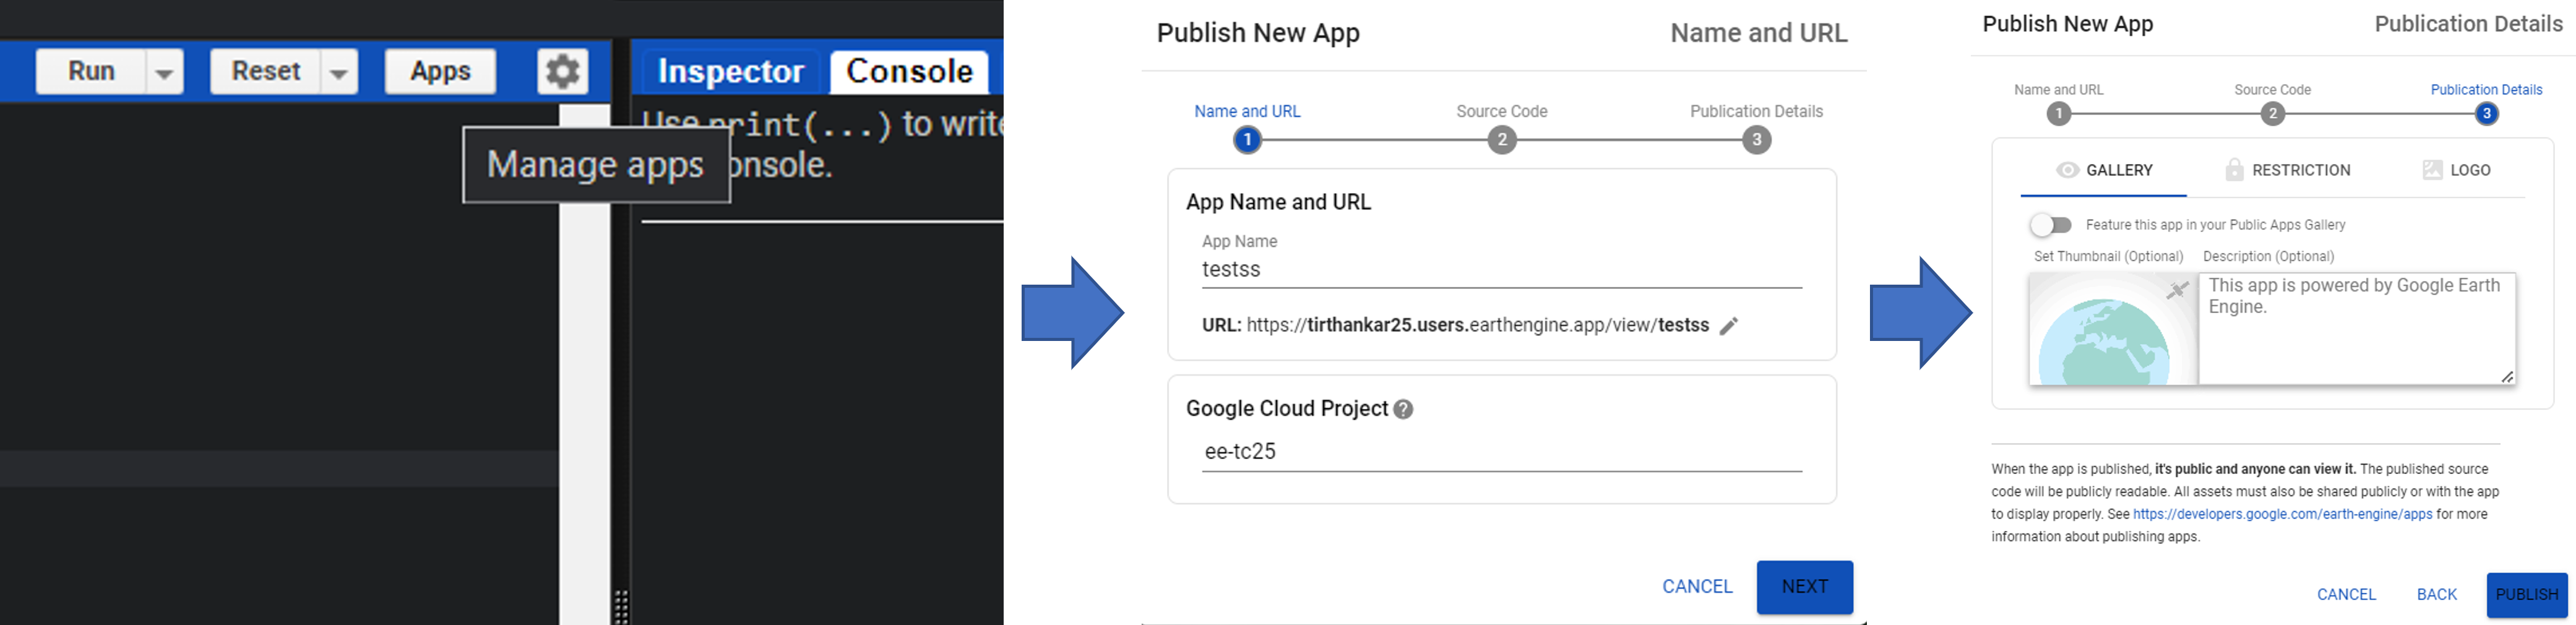 Run
Reset
Apps
Inspector
Console
Use print(...) to write
Manage apps
onsole.
Publish New App
Name and URL
Name and URL
Source Code
Publication Details
1
2
3
App Name and URL
App Name
testss
URL: https://tirthankar25.users.earthengine.app/view/testss
Google Cloud Project ?
ee-tc25
CANCEL
NEXT
Publish New App
Publication Details
Name and URL
Source Code
Publication Details
1
2
3
GALLERY
RESTRICTION
LOGO
Feature this app in your Public Apps Gallery
Set Thumbnail (Optional)
Description (Optional)
This app is powered by Google Earth
Engine.
When the app is published, it's public and anyone can view it. The published source
code will be publicly readable. All assets must also be shared publicly or with the app
to display properly. See https://developers.google.com/earth-engine/apps for more
information about publishing apps.
CANCEL
BACK
PUBLISH